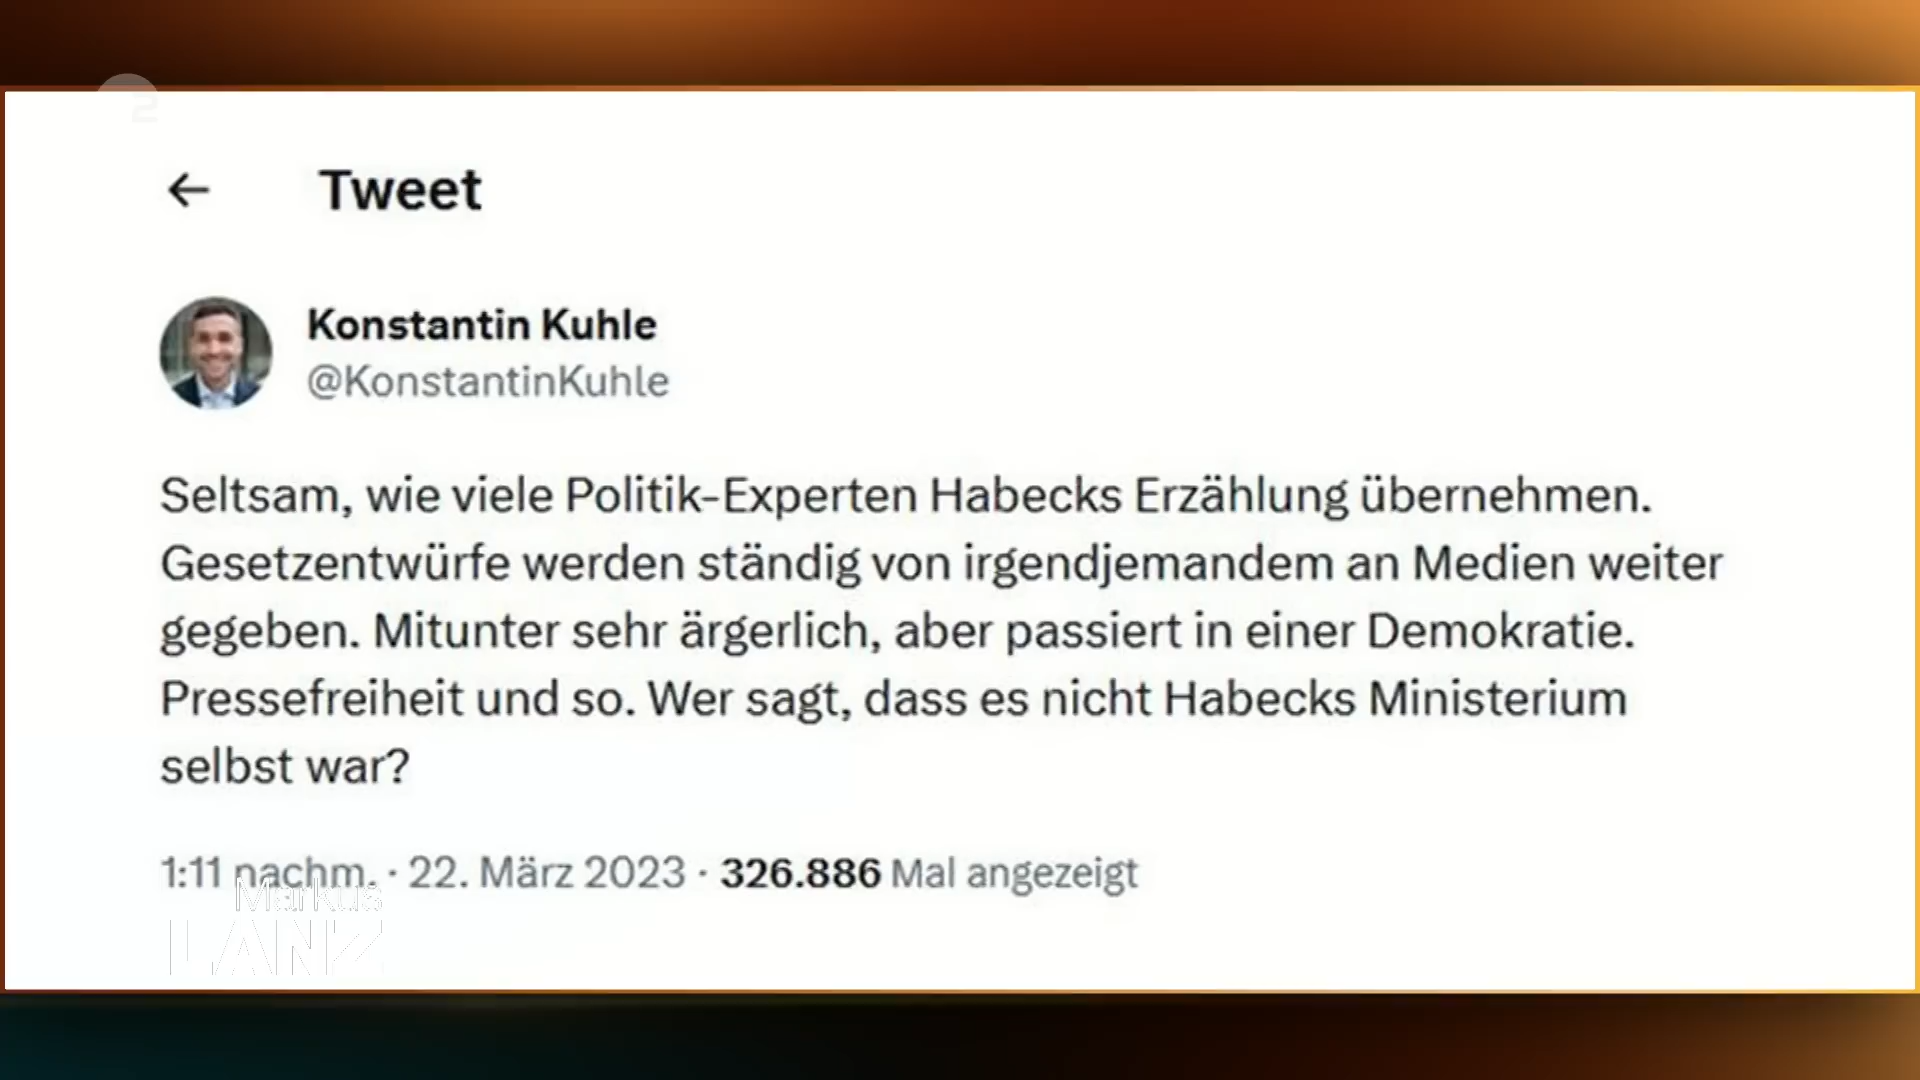 2
Tweet
Konstantin Kuhle
@KonstantinKuhle
Seltsam, wie viele Politik-Experten Habecks Erzählung übernehmen.
Gesetzentwürfe werden ständig von irgendjemandem an Medien weiter
gegeben. Mitunter sehr ärgerlich, aber passiert in einer Demokratie.
Pressefreiheit und so. Wer sagt, dass es nicht Habecks Ministerium
selbst war?
1:11 nachm. · 22. März 2023 · 326.886 Mal angezeigt
Markus
LANZ